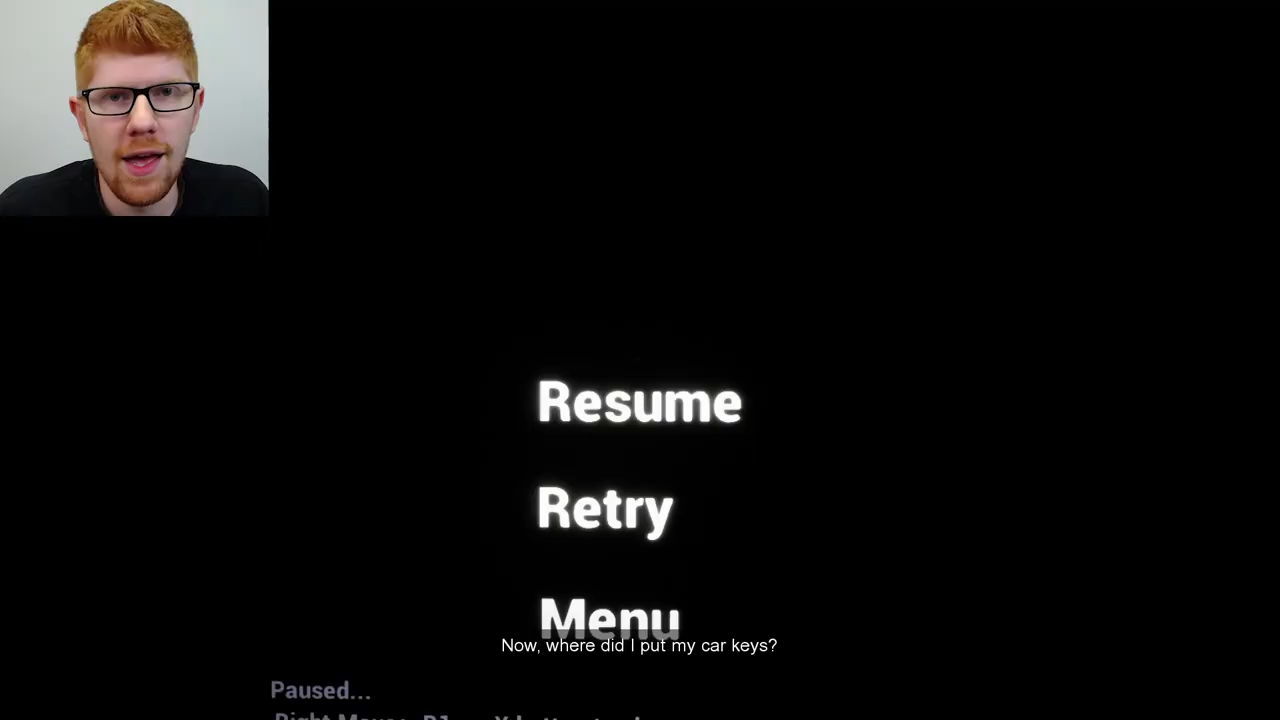 Resume
Retry
Menu
Now, where did I put my car keys?
Paused...